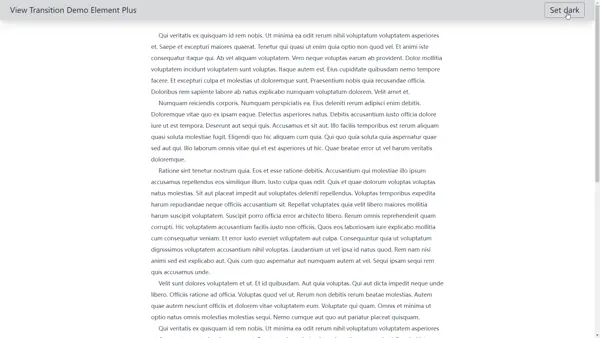 View Transition Demo Element Plus
Set dark
Qui veritatis ex quisquam id rem nobis. Ut minima ea odit rerum nihil voluptatum voluptatem asperiores
et. Saepe et excepturi maiores quaerat. Tenetur qui quasi ut enim quia optio non quod vel. Et animi iste
consequatur itaque qui. Ab vel aliquam voluptatem. Vero neque voluptas earum ab provident. Dolor mollitia
voluptatem incidunt voluptatem sunt voluptas. Itaque autem est. Eius cupiditate quibusdam nemo tempore
facere. Et excepturi culpa et molestias ut doloremque sunt. Praesentium nobis quia recusandae officia.
Doloribus rem sapiente labore ab natus explicabo numquam voluptatum dolorem. Velit amet et.
Numquam reiciendis corporis. Numquam perspiciatis ea. Eius deleniti rerum adipisci enim debitis.
Doloremque vitae quo ex ipsam eaque. Delectus asperiores natus. Debitis accusantium iusto officia dolore
iure ut est tempora. Deserunt aut sequi quis. Accusamus et sit aut. Illo facilis temporibus est rerum aliquam
quasi soluta molestiae fugit. Eligendi quo hic aliquam cum quia. Qui quo quia soluta quia aspernatur quae
sed aut qui. Illo laborum omnis vitae qui et est asperiores ut hic. Quae beatae error ut vel harum veritatis
doloremque.
Ratione sint tenetur nostrum quia. Eos et esse ratione debitis. Accusantium qui molestiae illo ipsum
accusamus repellendus eos similique illum. Iusto culpa quas odit. Quis et quae dolorum voluptas voluptas
natus molestias. Sit aut placeat impedit aut voluptates deleniti repellendus. Voluptas temporibus expedita
harum repudiandae neque officiis accusantium sit. Repellat voluptates quia velit libero maiores mollitia
harum suscipit voluptatem. Suscipit porro officia error architecto libero. Rerum omnis reprehenderit quam
corrupti. Hic voluptatem accusantium facilis iusto non officiis. Quos eos laboriosam iure explicabo mollitia
cum consequatur veniam. Et error iusto eveniet voluptatem aut culpa. Consequuntur quia ut voluptatum
dignissimos voluptatem accusantium nihil voluptas. Laudantium ut vel ipsa id natus quod. Rem nam nisi
animi sed est explicabo aut. Quis cum quo aspernatur aut numquam autem at vel. Sequi ipsam sequi rem
quis accusamus unde.
Velit sunt dolores voluptatem et ut. Et id quibusdam. Aut quia voluptas. Qui aut dicta impedit neque unde
libero. Officiis ratione ad officia. Voluptas quod vel ut. Rerum non debitis rerum beatae molestias. Autem
quae autem nesciunt officiis et dolorem vitae voluptatem eum. Voluptate qui quam. Omnis et minima ut
optio natus omnis molestias molestias sequi. Nemo cumque aut quo aut pariatur placeat quisquam.
Qui veritatis ex quisquam id rem nobis. Ut minima ea odit rerum nihil voluptatum voluptatem asperiores